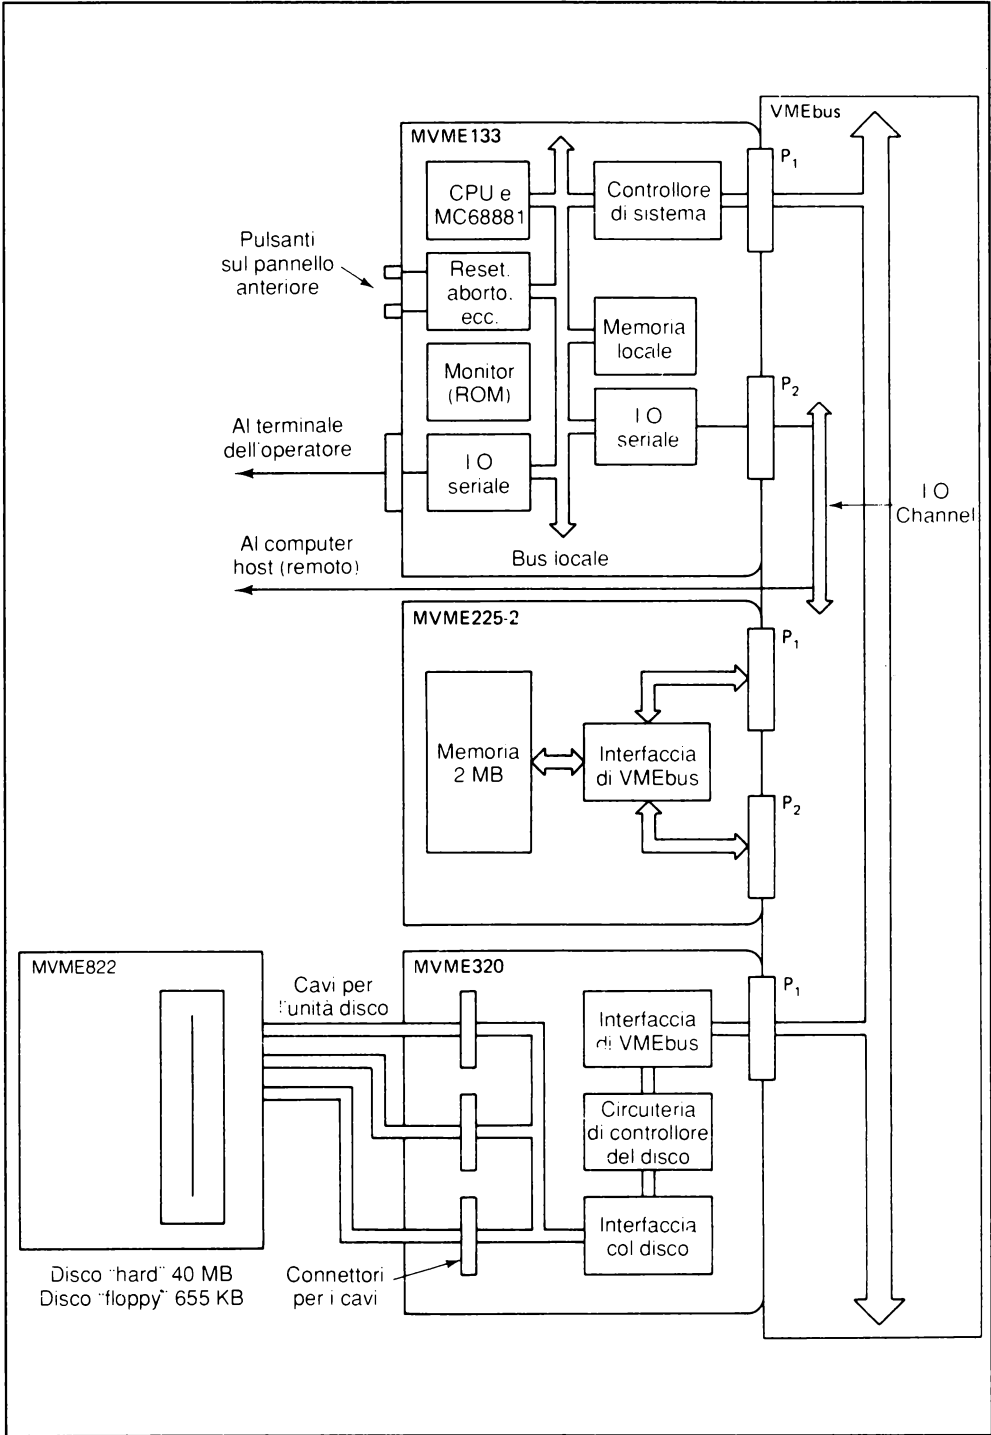 VMEbus
MVME133
P1
CPU e
MC68881
Controllore
di sistema
Pulsanti
sul pannello
anteriore
Reset.
aborto.
ecc.
Memoria
locale
Monitor
(ROM)
P2
Al terminale
dell'operatore
I O
seriale
I O
seriale
I O
Channel
Al computer
host (remoto)
Bus locale
MVME225-2
P1
Memoria
2 MB
Interfaccia
di VMEbus
P2
MVME822
MVME320
Cavi per
l'unità disco
P1
Interfaccia
di VMEbus
Circuiteria
di controllore
del disco
Interfaccia
col disco
Disco "hard" 40 MB
Disco "floppy" 655 KB
Connettori
per i cavi